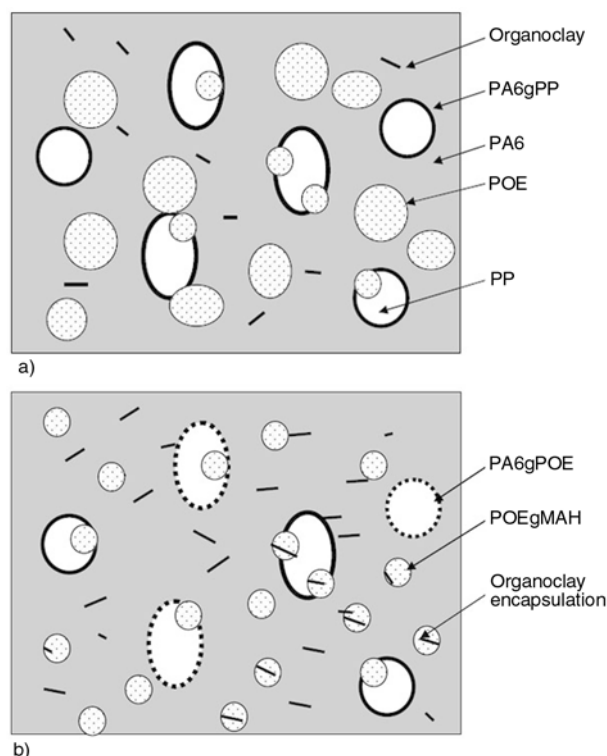 Organoclay
PA6gPP
PA6
POE
PP
a)
PA6gPOE
POEgMAH
Organoclay
encapsulation
b)